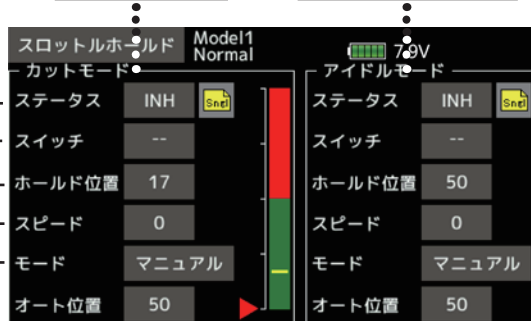 スロットルホールド Model1
Normal 7.9V
カットモード
ステータス INH Sngl
スイッチ --
ホールド位置 17
スピード 0
モード マニュアル
オート位置 50
アイドルモード
ステータス INH Sngl
スイッチ --
ホールド位置 50
スピード 0
モード マニュアル
オート位置 50